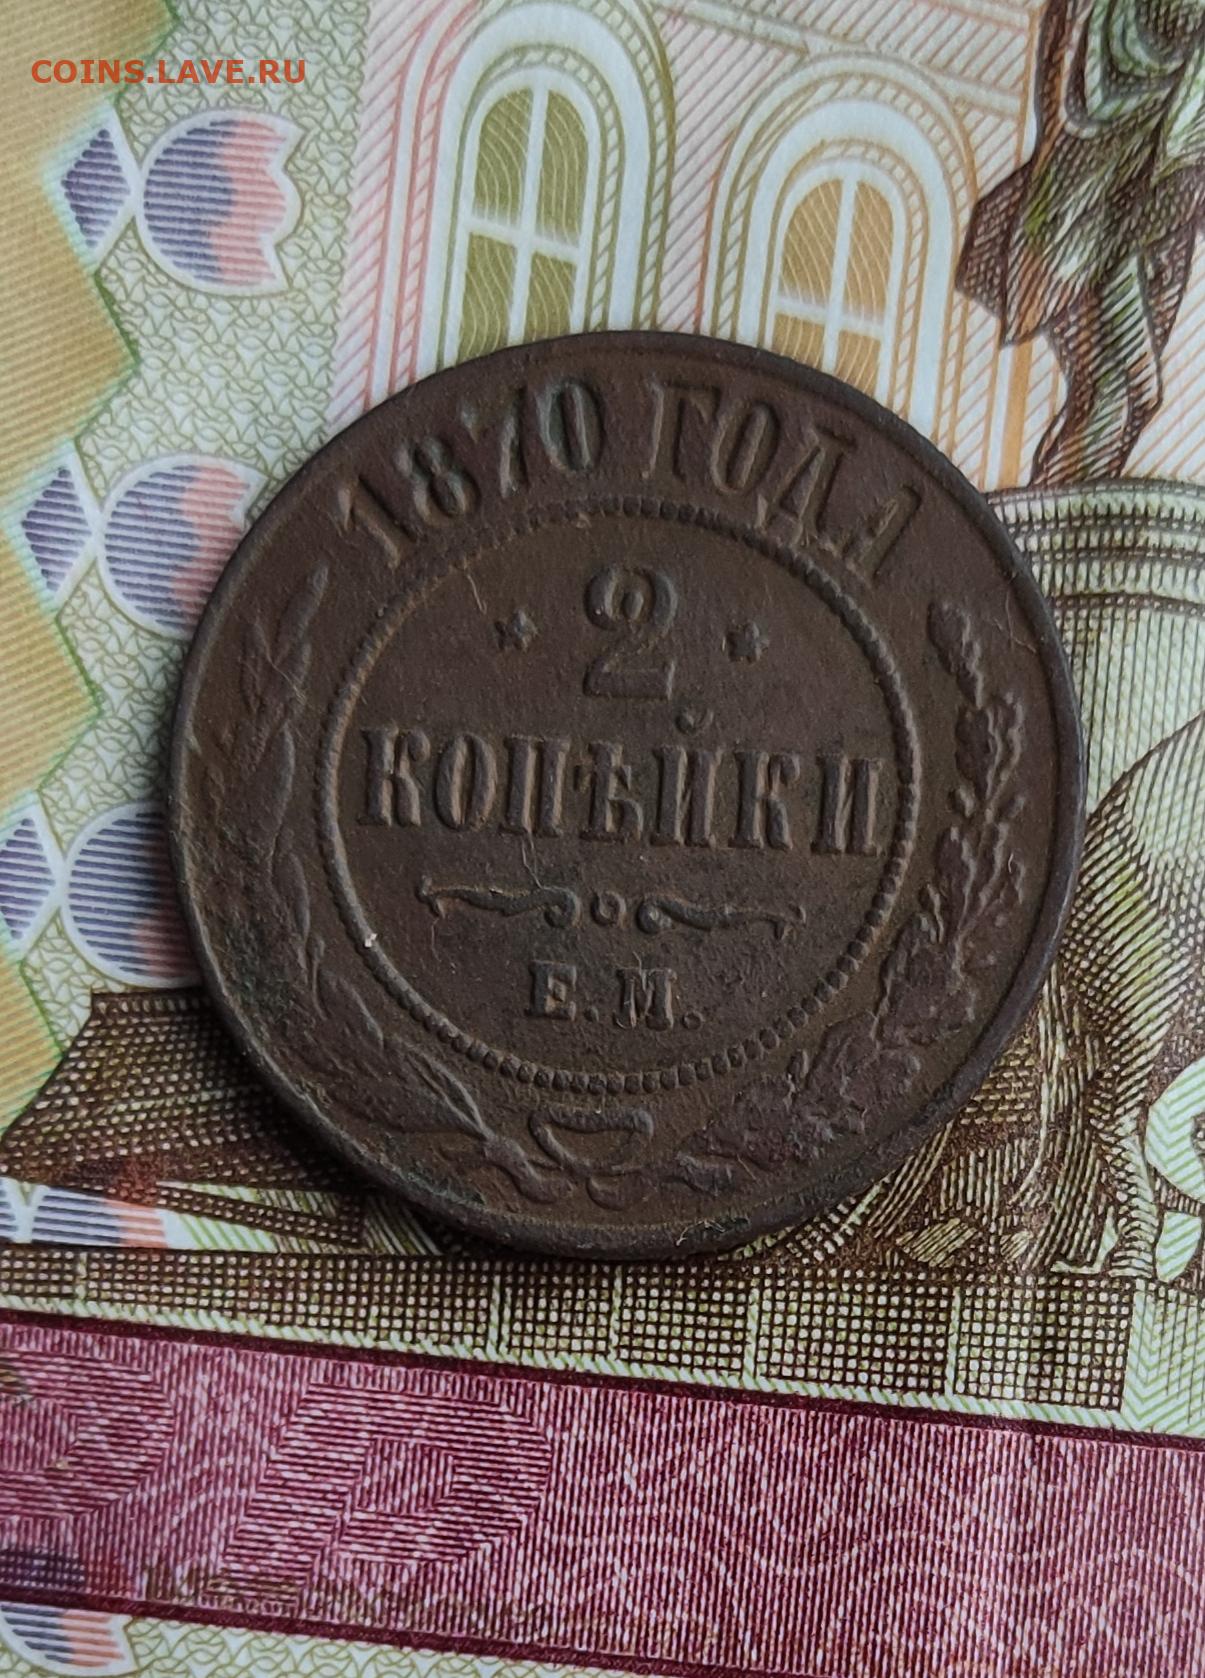 COINS.LAVE.RU
1870 ГОДА
* 2 *
КОПѢЙКИ
Е.М.